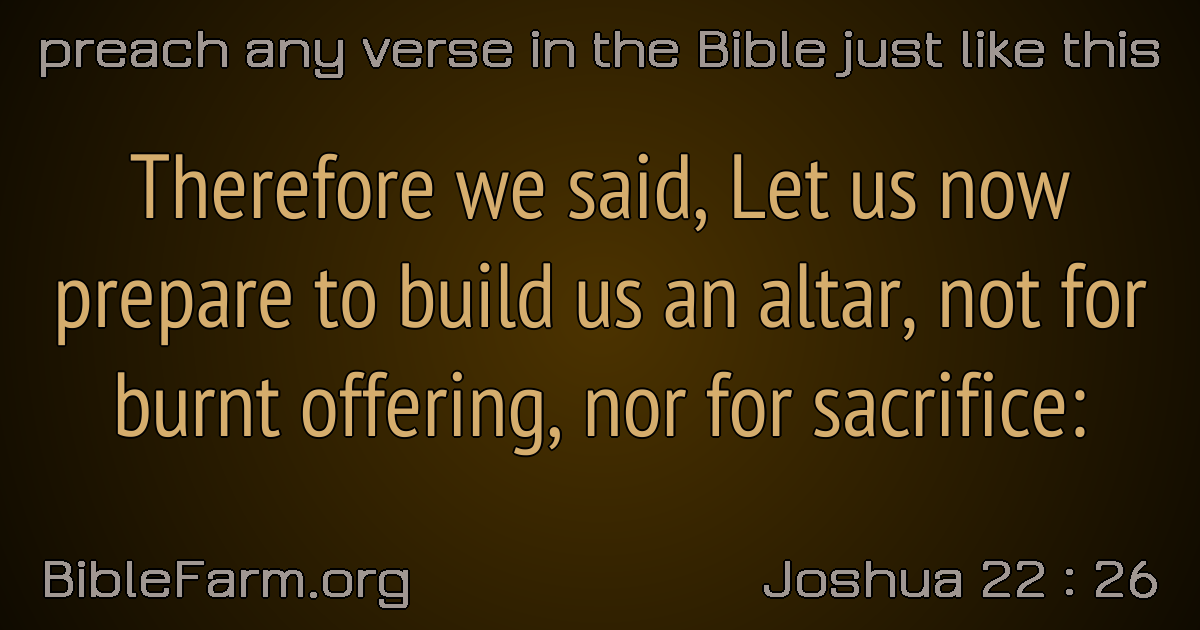 preach any verse in the Bible just like this
Therefore we said, Let us now
prepare to build us an altar, not for
burnt offering, nor for sacrifice:
BibleFarm.org
Joshua 22 : 26